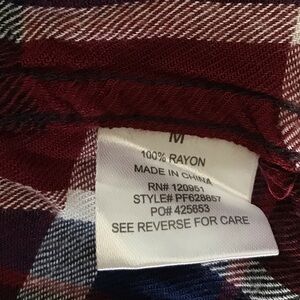 M
100% RAYON
MADE IN CHINA
RN# 120951
STYLE# PF628857
PO# 425653
SEE REVERSE FOR CARE